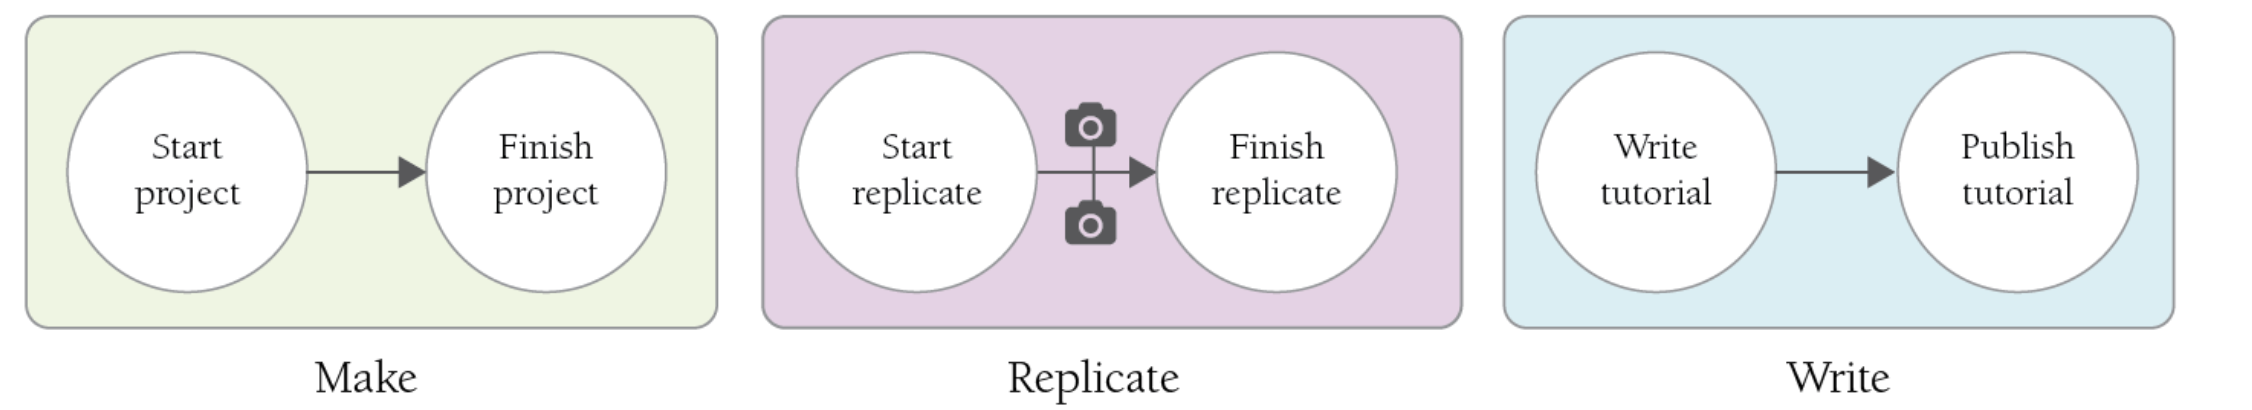 Start
project
Finish
project
Start
replicate
Finish
replicate
Write
tutorial
Publish
tutorial
Make
Replicate
Write